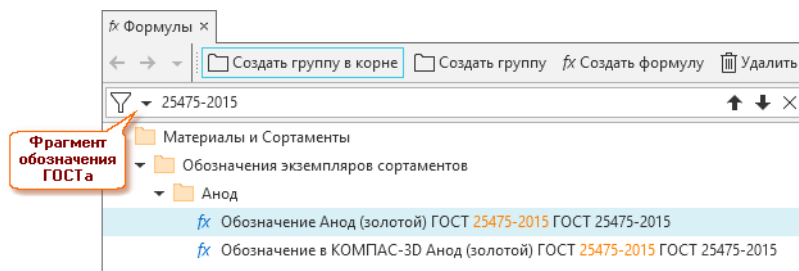 fx Формулы ×
Создать группу в корне Создать группу fx Создать формулу Удалить
25475-2015
Фрагмент
обозначения
ГОСТа
Материалы и Сортаменты
Обозначения экземпляров сортаментов
Анод
fx Обозначение Анод (золотой) ГОСТ 25475-2015 ГОСТ 25475-2015
fx Обозначение в КОМПАС-3D Анод (золотой) ГОСТ 25475-2015 ГОСТ 25475-2015